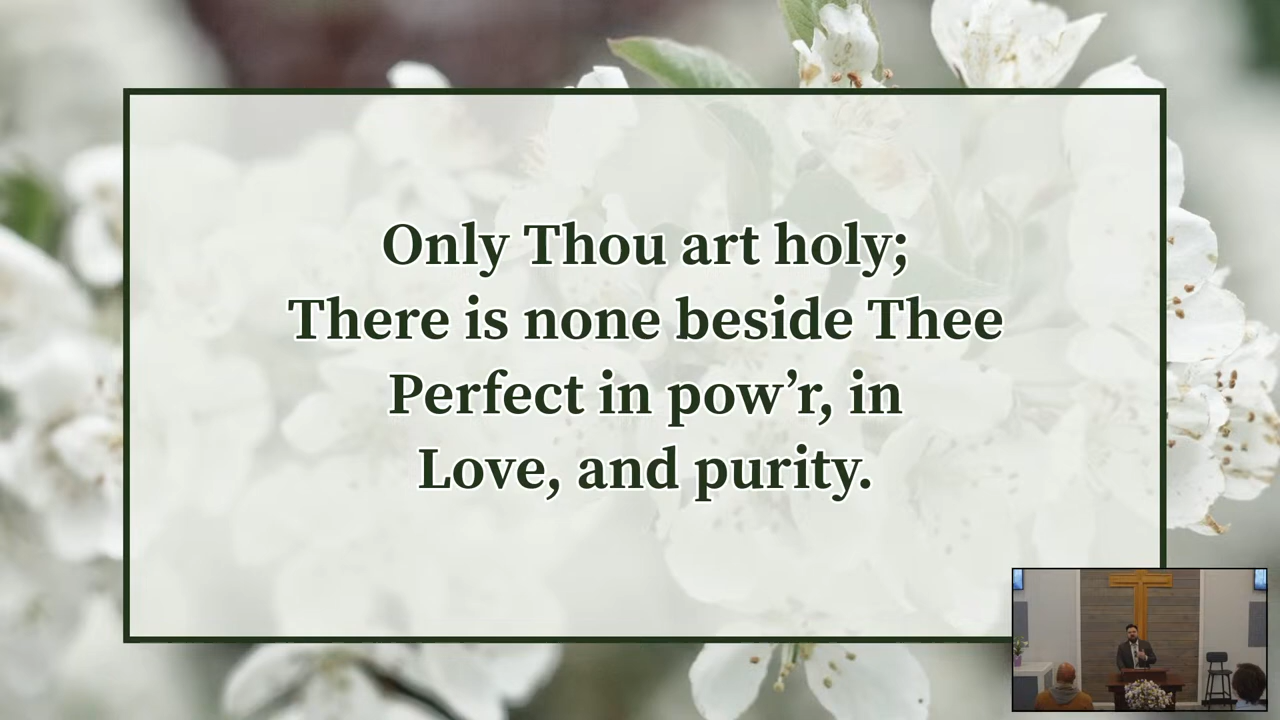 Only Thou art holy;
There is none beside Thee
Perfect in pow’r, in
Love, and purity.